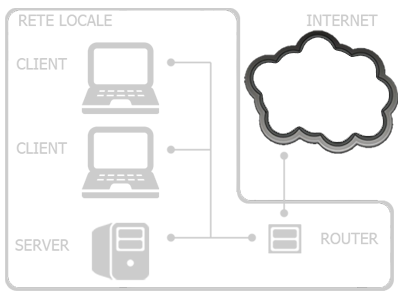 RETE LOCALE
INTERNET
CLIENT
CLIENT
SERVER
ROUTER